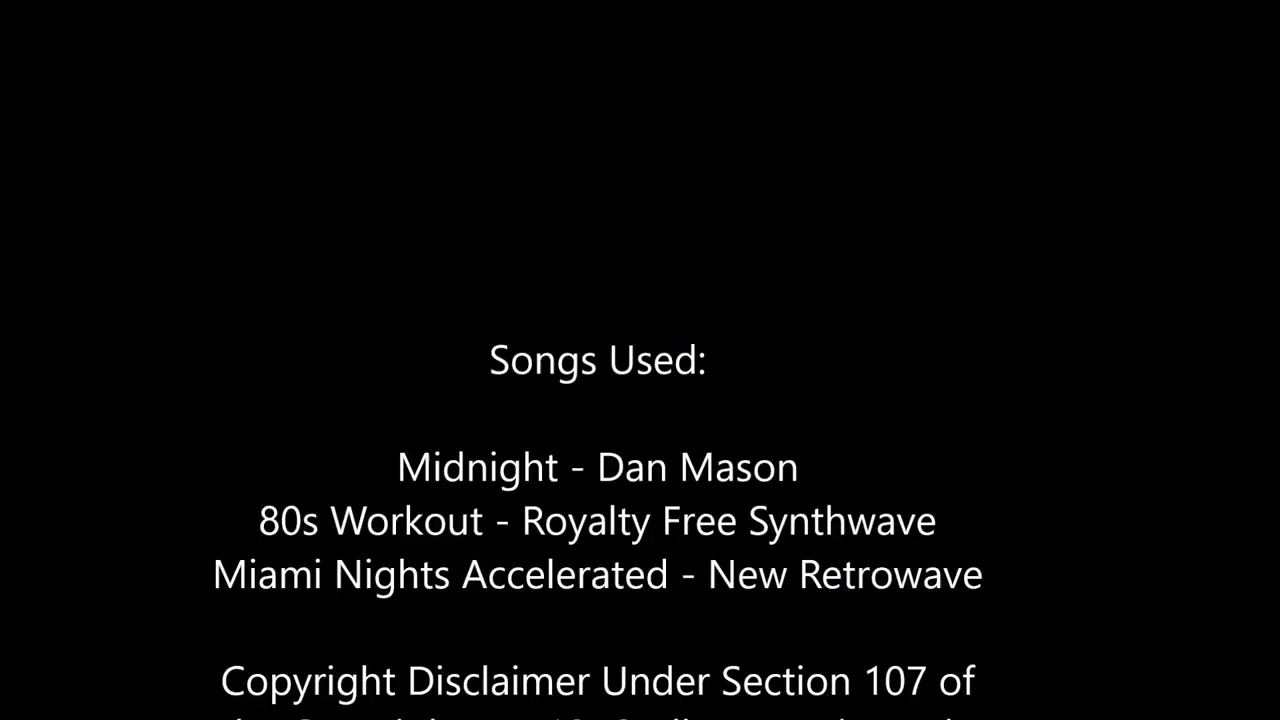 Songs Used:
Midnight - Dan Mason
80s Workout - Royalty Free Synthwave
Miami Nights Accelerated - New Retrowave
Copyright Disclaimer Under Section 107 of